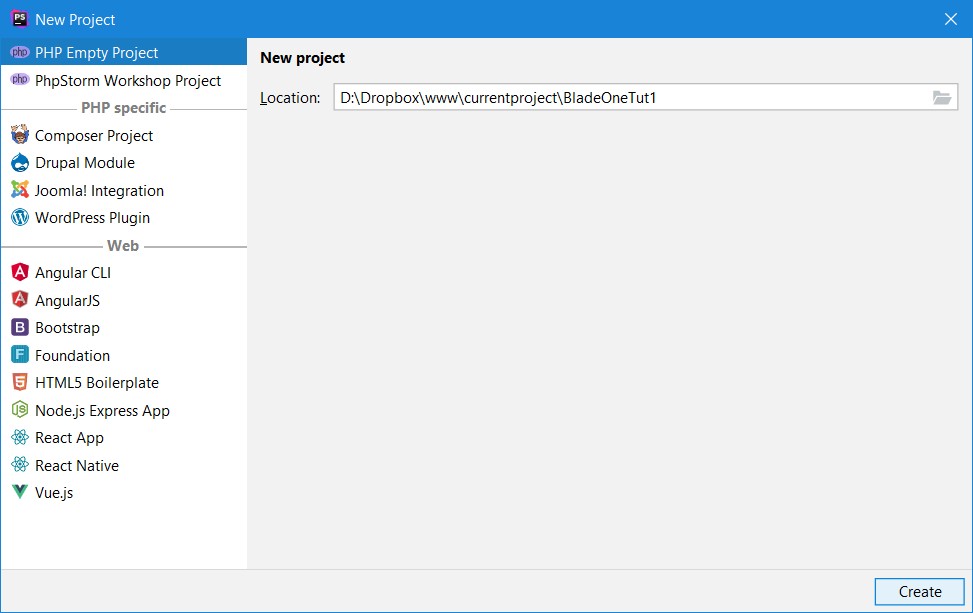 PS New Project
php PHP Empty Project
php PhpStorm Workshop Project
PHP specific
Composer Project
Drupal Module
Joomla! Integration
WordPress Plugin
Web
Angular CLI
AngularJS
B Bootstrap
F Foundation
HTML5 Boilerplate
Node.js Express App
React App
React Native
Vue.js
New project
Location: D:\Dropbox\www\currentproject\BladeOneTut1
Create